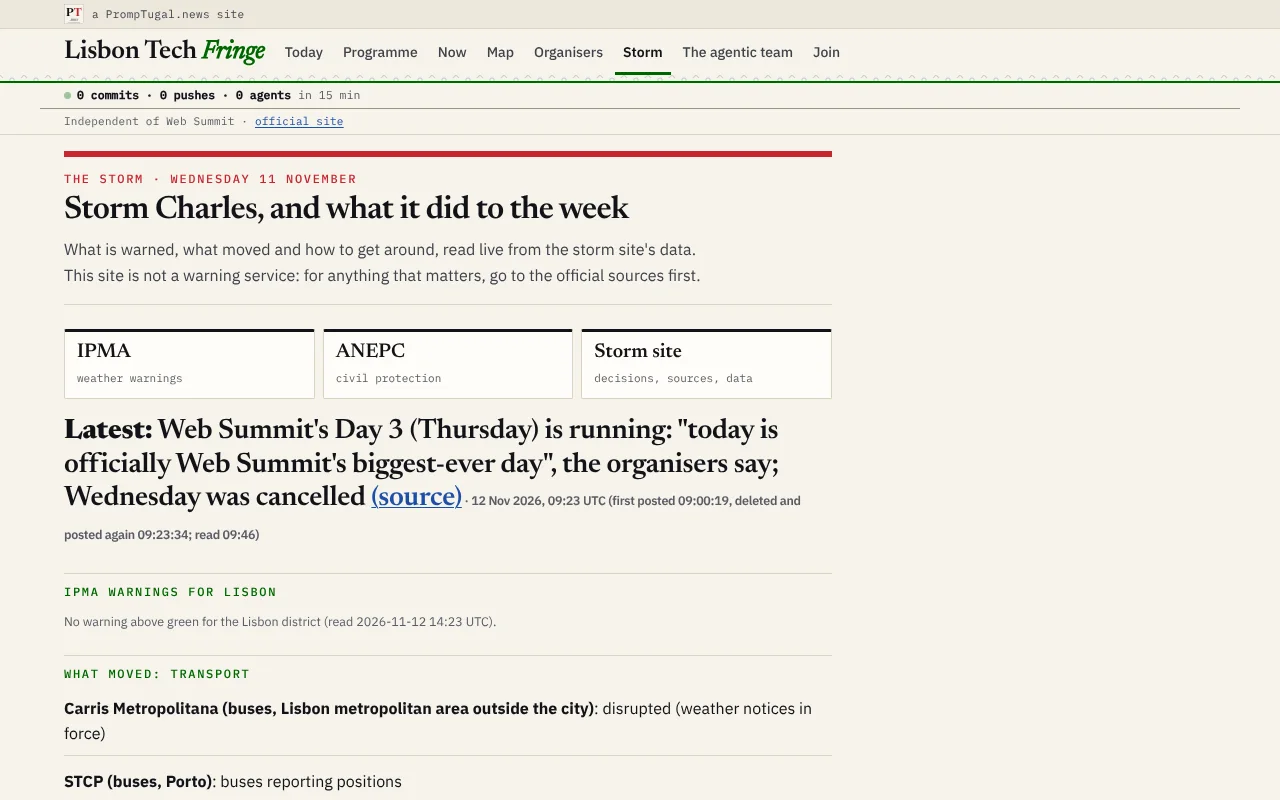 PT
a PrompTugal.news site
Lisbon Tech Fringe
Today
Programme
Now
Map
Organisers
Storm
The agentic team
Join
0 commits · 0 pushes · 0 agents in 15 min
Independent of Web Summit · official site
THE STORM · WEDNESDAY 11 NOVEMBER
Storm Charles, and what it did to the week
What is warned, what moved and how to get around, read live from the storm site's data.
This site is not a warning service: for anything that matters, go to the official sources first.
IPMA
weather warnings
ANEPC
civil protection
Storm site
decisions, sources, data
Latest: Web Summit's Day 3 (Thursday) is running: "today is
officially Web Summit's biggest-ever day", the organisers say;
Wednesday was cancelled (source) · 12 Nov 2026, 09:23 UTC (first posted 09:00:19, deleted and
posted again 09:23:34; read 09:46)
IPMA WARNINGS FOR LISBON
No warning above green for the Lisbon district (read 2026-11-12 14:23 UTC).
WHAT MOVED: TRANSPORT
Carris Metropolitana (buses, Lisbon metropolitan area outside the city): disrupted (weather notices in
force)
STCP (buses, Porto): buses reporting positions